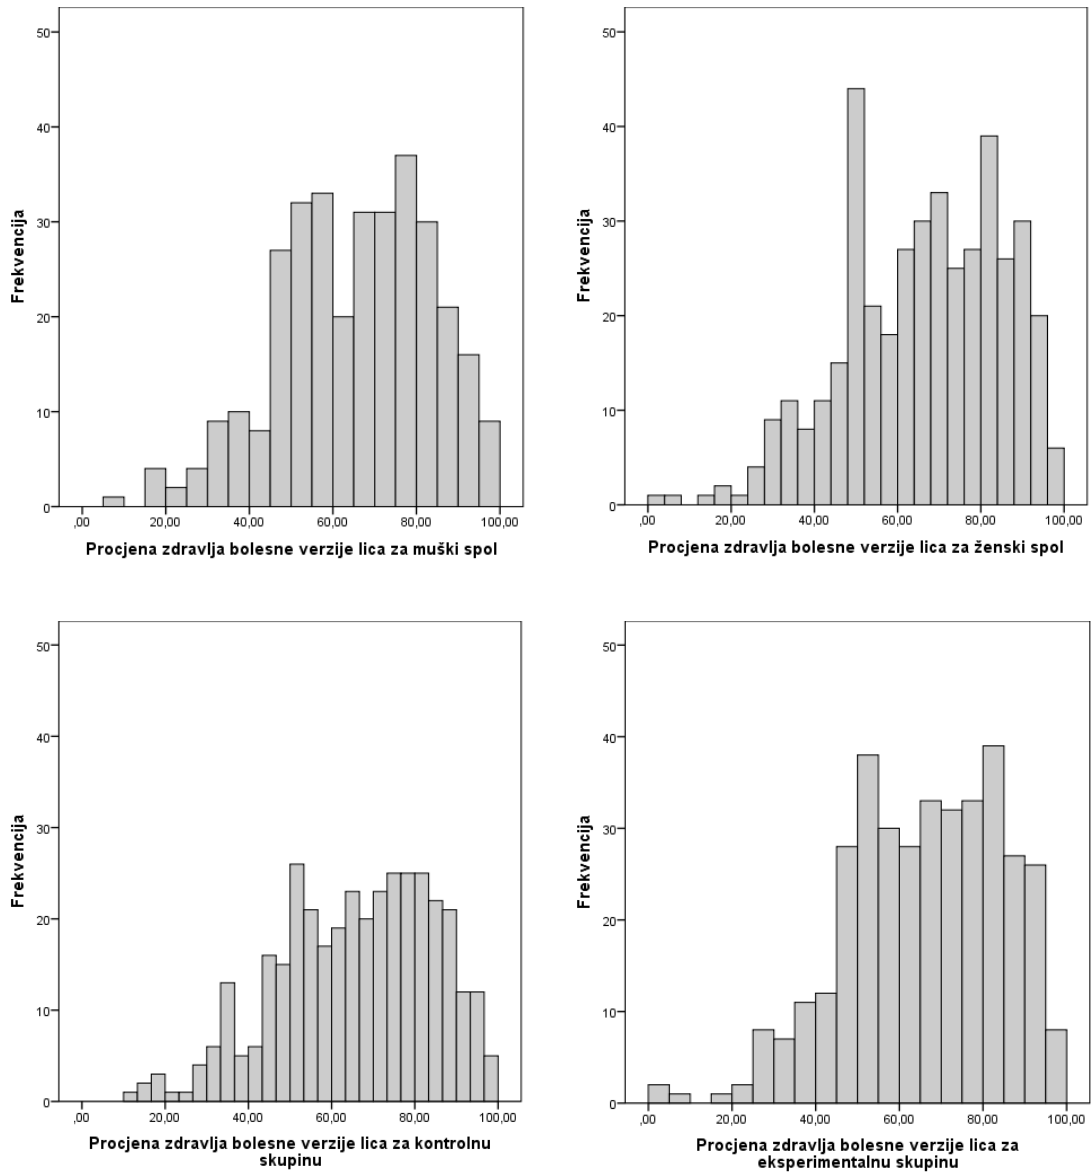 50
40
30
20
10
0
Frekvencija
,00 20,00 40,00 60,00 80,00 100,00
Procjena zdravlja bolesne verzije lica za muški spol
50
40
30
20
10
0
Frekvencija
,00 20,00 40,00 60,00 80,00 100,00
Procjena zdravlja bolesne verzije lica za ženski spol
50
40
30
20
10
0
Frekvencija
,00 20,00 40,00 60,00 80,00 100,00
Procjena zdravlja bolesne verzije lica za kontrolnu
skupinu
50
40
30
20
10
0
Frekvencija
,00 20,00 40,00 60,00 80,00 100,00
Procjena zdravlja bolesne verzije lica za
eksperimentalnu skupinu